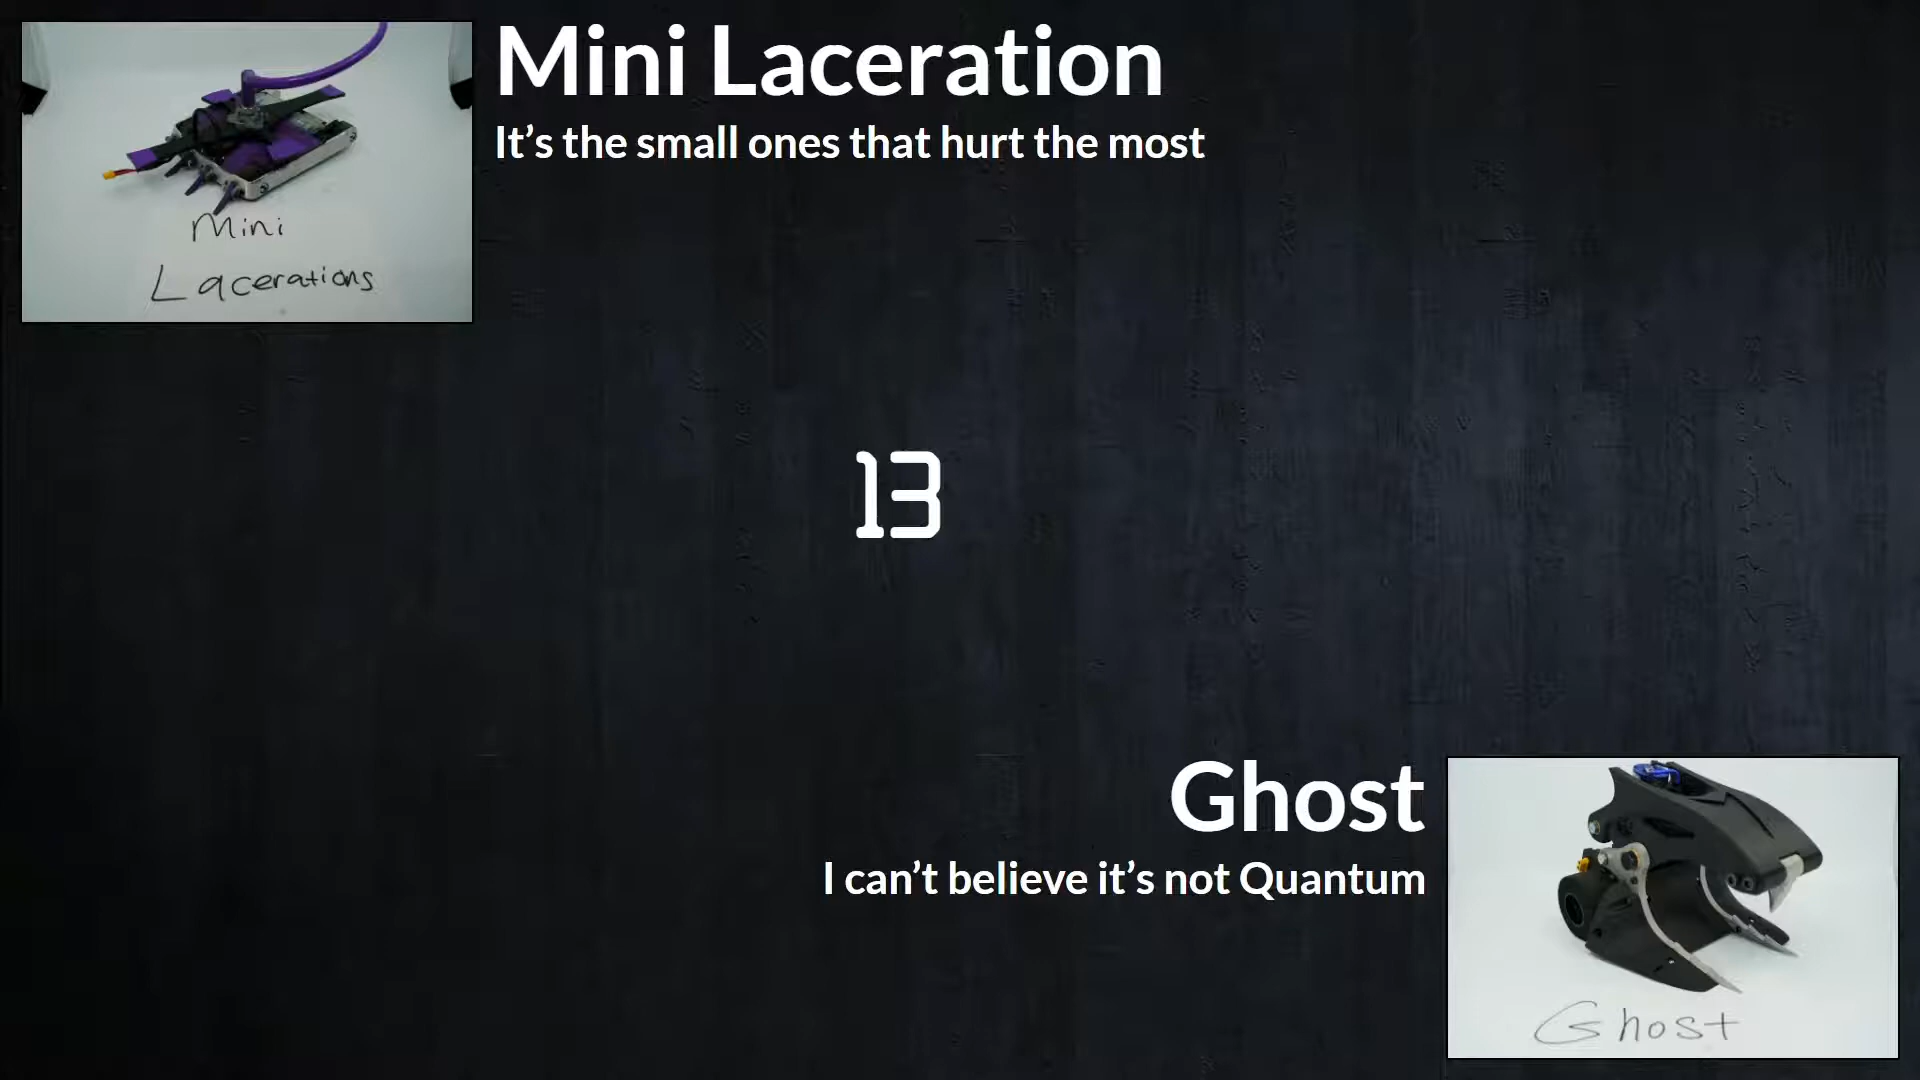 Mini Laceration
It’s the small ones that hurt the most
Mini
Lacerations
13
Ghost
I can’t believe it’s not Quantum
Ghost